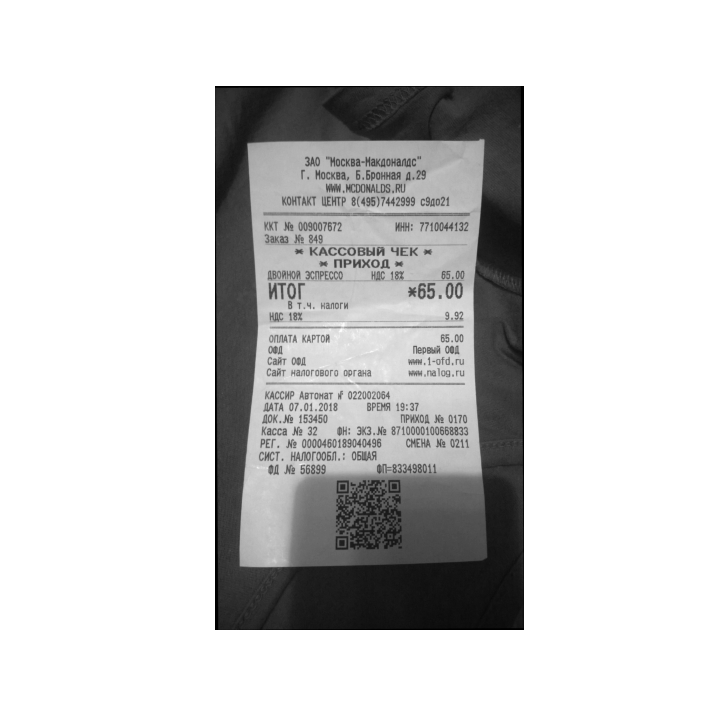 ЗАО "Москва-Макдоналдс"
Г. Москва, Б.Бронная д.29
WWW.MCDONALDS.RU
КОНТАКТ ЦЕНТР 8(495)7442999 с9до21
ККТ № 009007672 ИНН: 7710044132
Заказ № 849
* КАССОВЫЙ ЧЕК *
* ПРИХОД *
ДВОЙНОЙ ЭСПРЕССО НДС 18% 65.00
ИТОГ *65.00
В т.ч. налоги
НДС 18% 9.92
ОПЛАТА КАРТОЙ 65.00
ОФД Первый ОФД
Сайт ОФД www.1-ofd.ru
Сайт налогового органа www.nalog.ru
КАССИР Автомат № 022002064
ДАТА 07.01.2018 ВРЕМЯ 19:37
ДОК.№ 153450 ПРИХОД № 0170
Касса № 32 ФН: ЭКЗ.№ 8710000100668833
РЕГ. № 0000460189040496 СМЕНА № 0211
СИСТ. НАЛОГООБЛ.: ОБЩАЯ
ФД № 56899 ФП=833498011